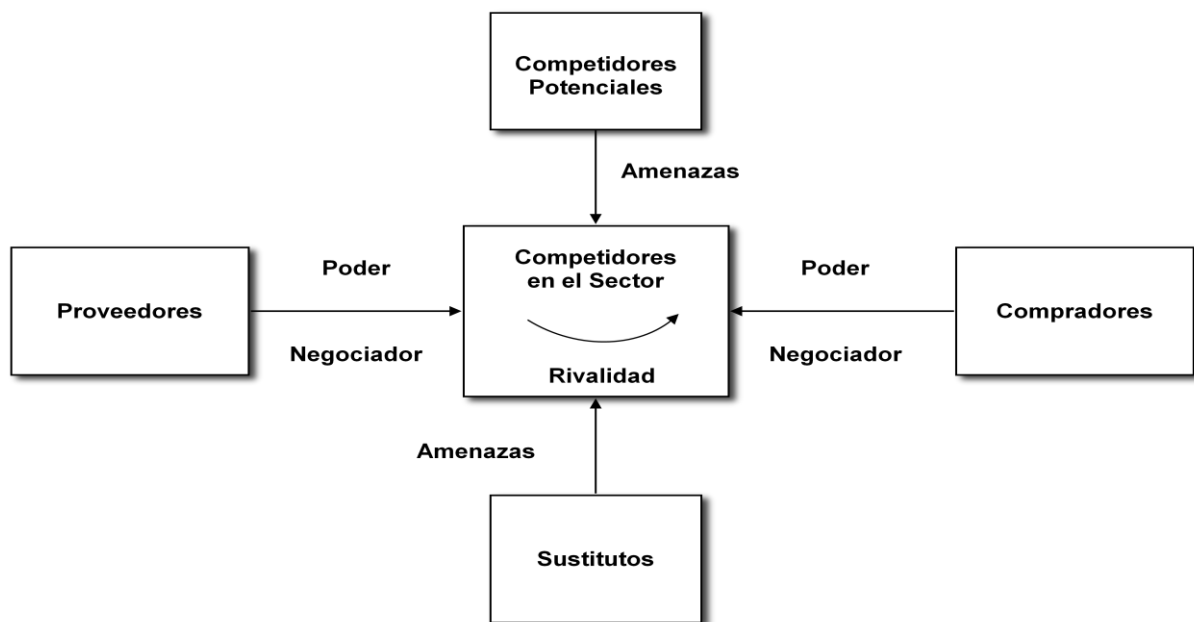 Competidores
Potenciales
Amenazas
Proveedores
Poder
Negociador
Competidores
en el Sector
Rivalidad
Poder
Negociador
Compradores
Amenazas
Sustitutos